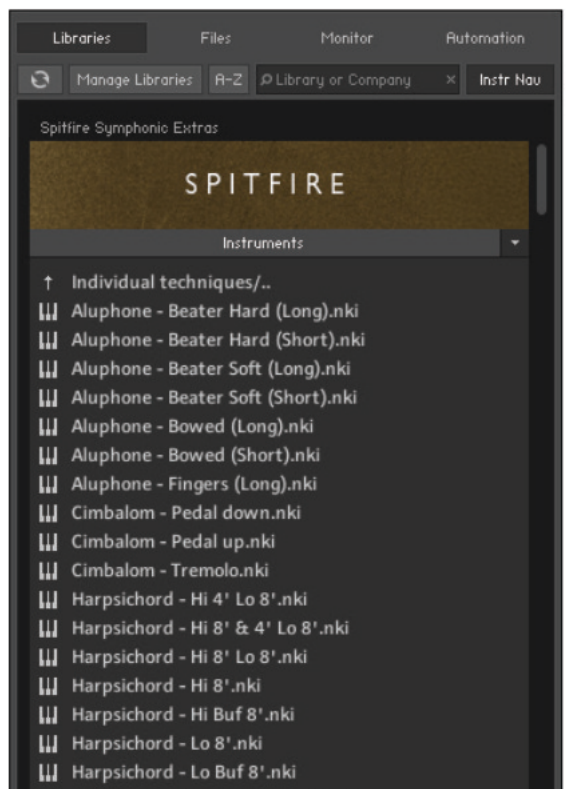 Libraries Files Monitor Automation
Manage Libraries A-Z Library or Company × Instr Nav
Spitfire Symphonic Extras
SPITFIRE
Instruments
↑ Individual techniques/..
Aluphone - Beater Hard (Long).nki
Aluphone - Beater Hard (Short).nki
Aluphone - Beater Soft (Long).nki
Aluphone - Beater Soft (Short).nki
Aluphone - Bowed (Long).nki
Aluphone - Bowed (Short).nki
Aluphone - Fingers (Long).nki
Cimbalom - Pedal down.nki
Cimbalom - Pedal up.nki
Cimbalom - Tremolo.nki
Harpsichord - Hi 4' Lo 8'.nki
Harpsichord - Hi 8' & 4' Lo 8'.nki
Harpsichord - Hi 8' Lo 8'.nki
Harpsichord - Hi 8'.nki
Harpsichord - Hi Buf 8'.nki
Harpsichord - Lo 8'.nki
Harpsichord - Lo Buf 8'.nki